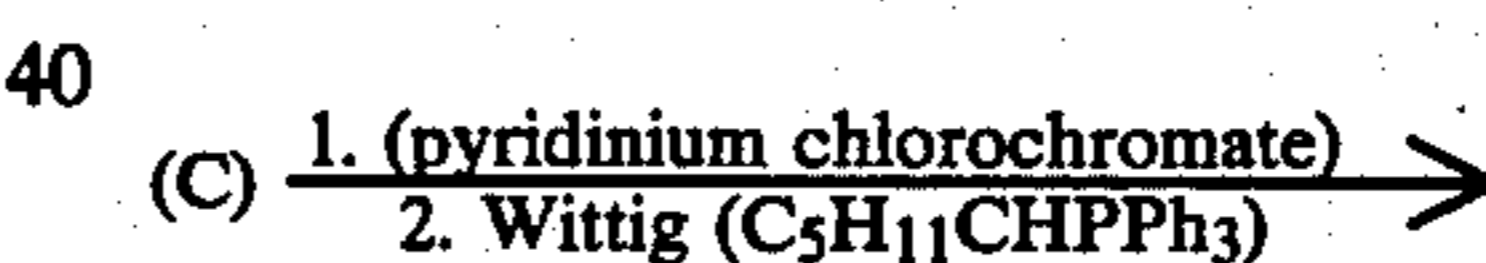 40
(C) 1. (pyridinium chlorochromate)
2. Wittig (C₅H₁₁CHPPh₃)